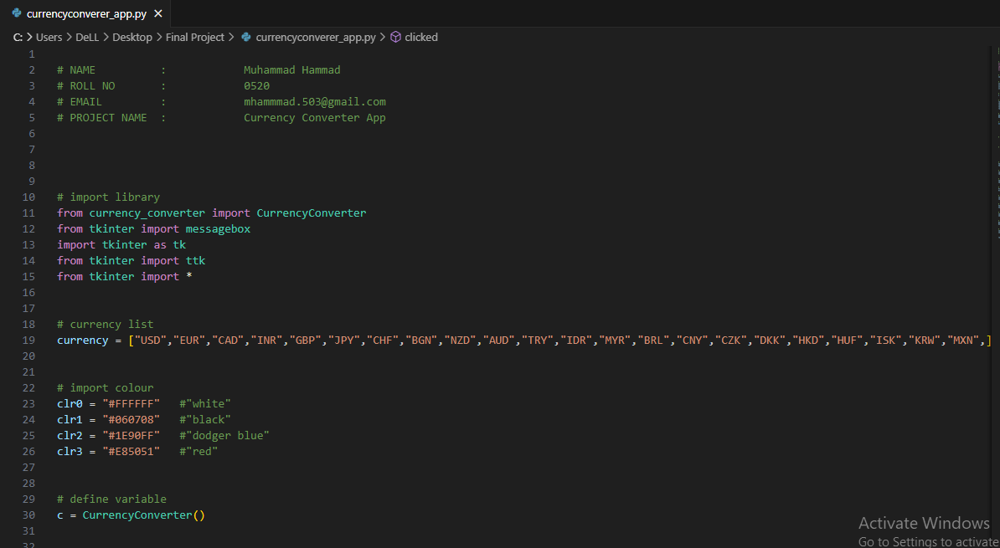 currencyconverer_app.py ×
C: > Users > DeLL > Desktop > Final Project > currencyconverer_app.py > clicked
1
2 # NAME : Muhammad Hammad
3 # ROLL NO : 0520
4 # EMAIL : mhammmad.503@gmail.com
5 # PROJECT NAME : Currency Converter App
6
7
8
9
10 # import library
11 from currency_converter import CurrencyConverter
12 from tkinter import messagebox
13 import tkinter as tk
14 from tkinter import ttk
15 from tkinter import *
16
17
18 # currency list
19 currency = ["USD","EUR","CAD","INR","GBP","JPY","CHF","BGN","NZD","AUD","TRY","IDR","MYR","BRL","CNY","CZK","DKK","HKD","HUF","ISK","KRW","MXN",]
20
21
22 # import colour
23 clr0 = "#FFFFFF" #"white"
24 clr1 = "#060708" #"black"
25 clr2 = "#1E90FF" #"dodger blue"
26 clr3 = "#E85051" #"red"
27
28
29 # define variable
30 c = CurrencyConverter()
31
32
Activate Windows
Go to Settings to activate